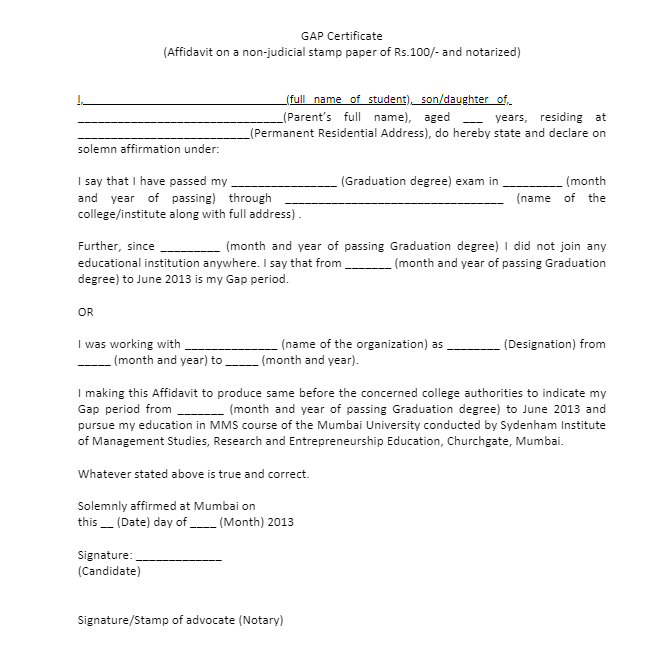 GAP Certificate
(Affidavit on a non-judicial stamp paper of Rs.100/- and notarized)
I,______________________________(full name of student), son/daughter of,
______________________________(Parent's full name), aged ___ years, residing at
_________________________(Permanent Residential Address), do hereby state and declare on
solemn affirmation under:
I say that I have passed my ________________ (Graduation degree) exam in _________ (month
and year of passing) through _________________________________ (name of the
college/institute along with full address) .
Further, since _________ (month and year of passing Graduation degree) I did not join any
educational institution anywhere. I say that from _______ (month and year of passing Graduation
degree) to June 2013 is my Gap period.
OR
I was working with ______________ (name of the organization) as ________ (Designation) from
_____ (month and year) to _____ (month and year).
I making this Affidavit to produce same before the concerned college authorities to indicate my
Gap period from _______ (month and year of passing Graduation degree) to June 2013 and
pursue my education in MMS course of the Mumbai University conducted by Sydenham Institute
of Management Studies, Research and Entrepreneurship Education, Churchgate, Mumbai.
Whatever stated above is true and correct.
Solemnly affirmed at Mumbai on
this __ (Date) day of ____ (Month) 2013
Signature: _____________
(Candidate)
Signature/Stamp of advocate (Notary)